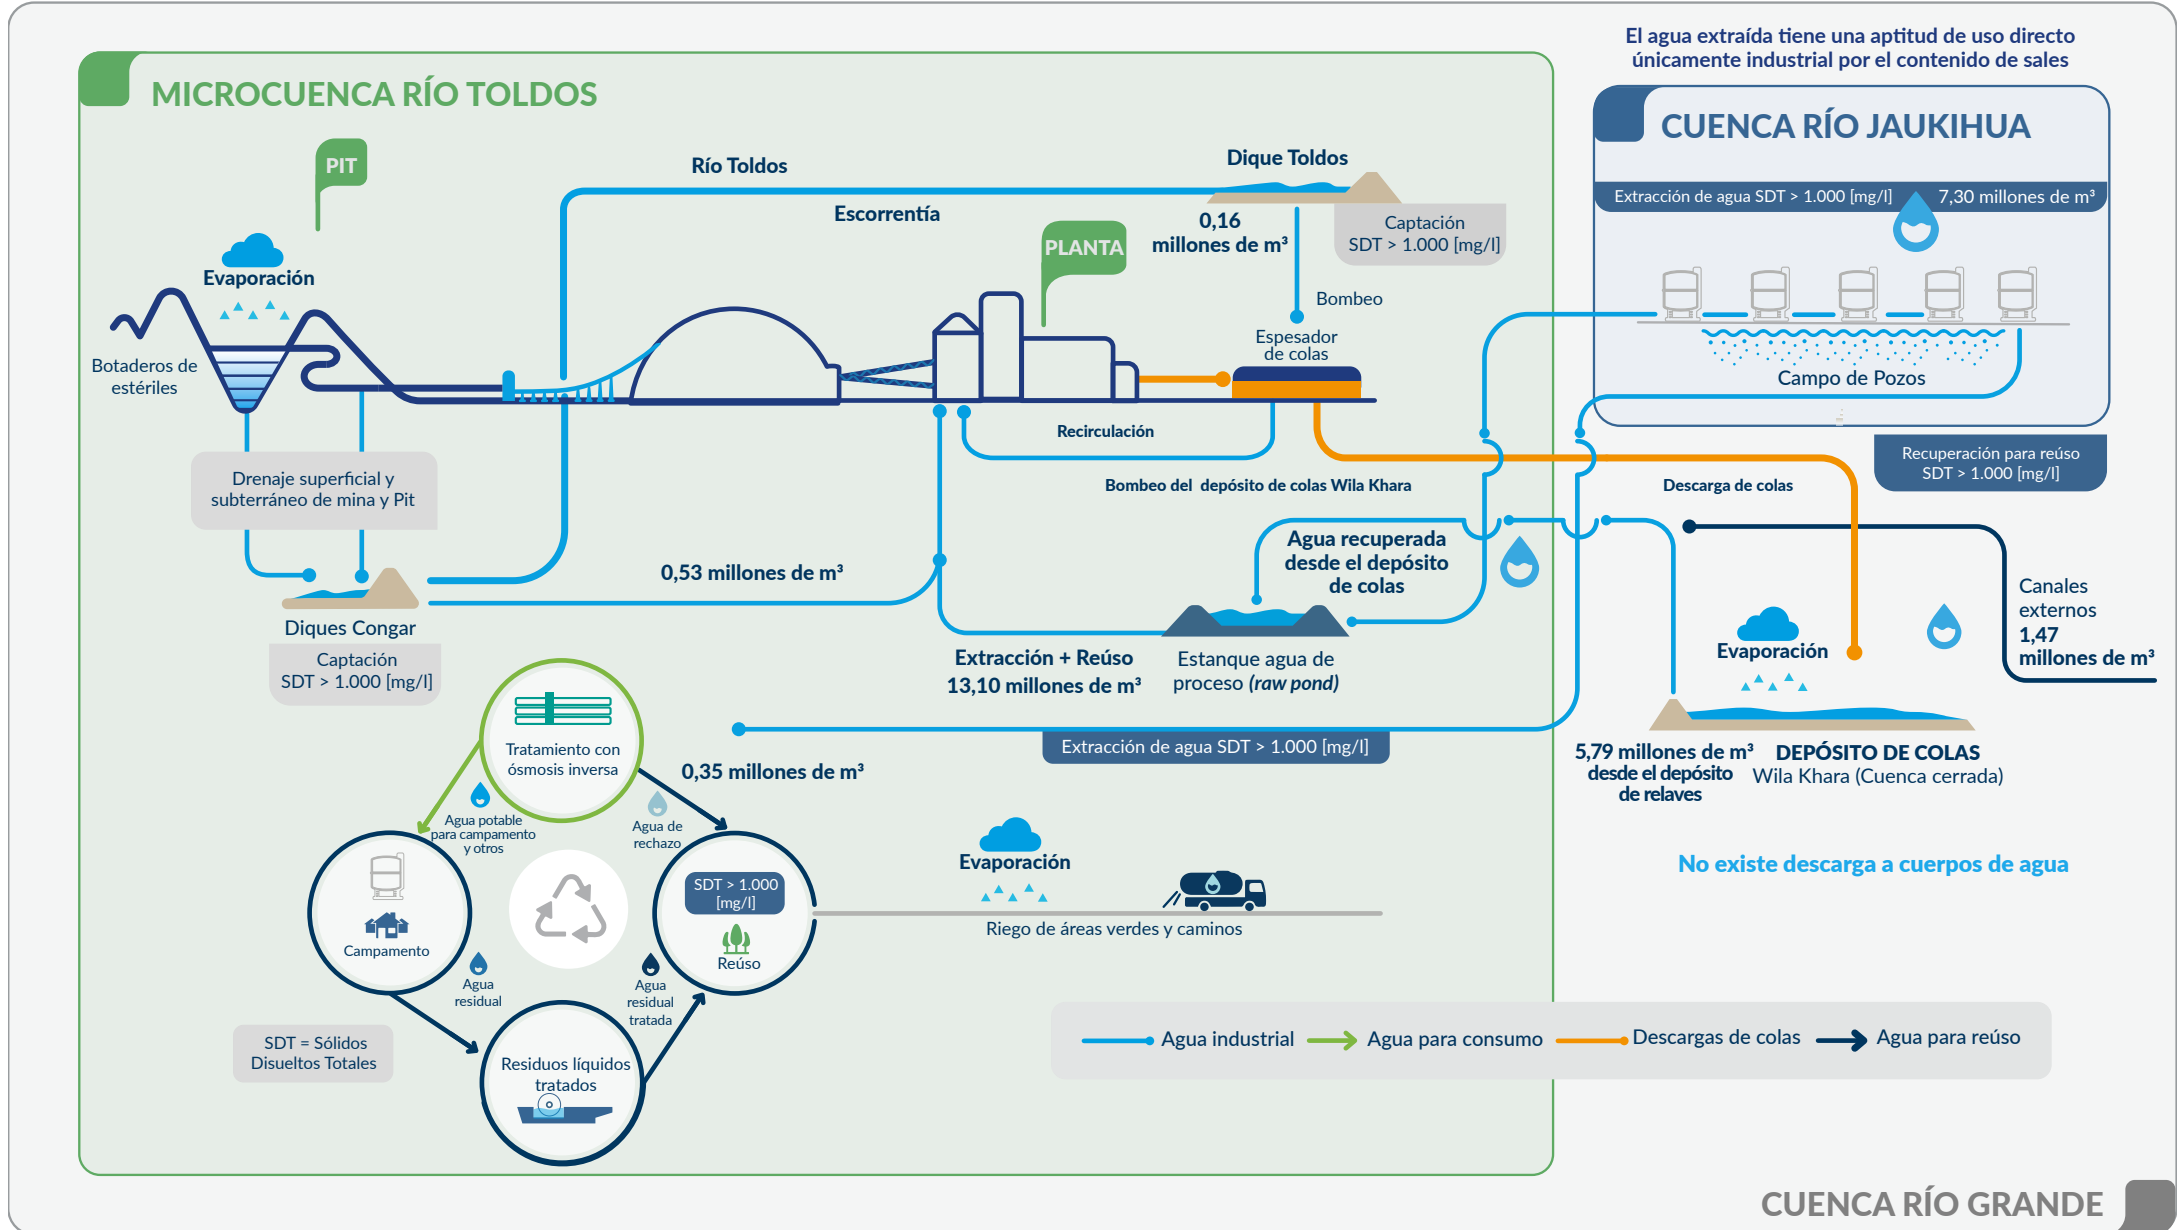 El agua extraída tiene una aptitud de uso directo
únicamente industrial por el contenido de sales
MICROCUENCA RÍO TOLDOS
CUENCA RÍO JAUKIHUA
PIT
Río Toldos
Dique Toldos
Extracción de agua SDT > 1.000 [mg/l]
7,30 millones de m³
Escorrentía
0,16
millones de m³
Captación
SDT > 1.000 [mg/l]
PLANTA
Evaporación
Bombeo
Espesador
de colas
Botaderos de
estériles
Campo de Pozos
Recirculación
Recuperación para reúso
SDT > 1.000 [mg/l]
Drenaje superficial y
subterráneo de mina y Pit
Bombeo del depósito de colas Wila Khara
Descarga de colas
Agua recuperada
desde el depósito
de colas
0,53 millones de m³
Canales
externos
1,47
millones de m³
Diques Congar
Captación
SDT > 1.000 [mg/l]
Extracción + Reúso
13,10 millones de m³
Estanque agua de
proceso (raw pond)
Evaporación
Extracción de agua SDT > 1.000 [mg/l]
5,79 millones de m³
desde el depósito
de relaves
DEPÓSITO DE COLAS
Wila Khara (Cuenca cerrada)
Tratamiento con
ósmosis inversa
0,35 millones de m³
Agua potable
para campamento
y otros
Agua de
rechazo
Evaporación
No existe descarga a cuerpos de agua
SDT > 1.000
[mg/l]
Riego de áreas verdes y caminos
Campamento
Reúso
Agua
residual
Agua
residual
tratada
SDT = Sólidos
Disueltos Totales
Residuos líquidos
tratados
Agua industrial
Agua para consumo
Descargas de colas
Agua para reúso
CUENCA RÍO GRANDE